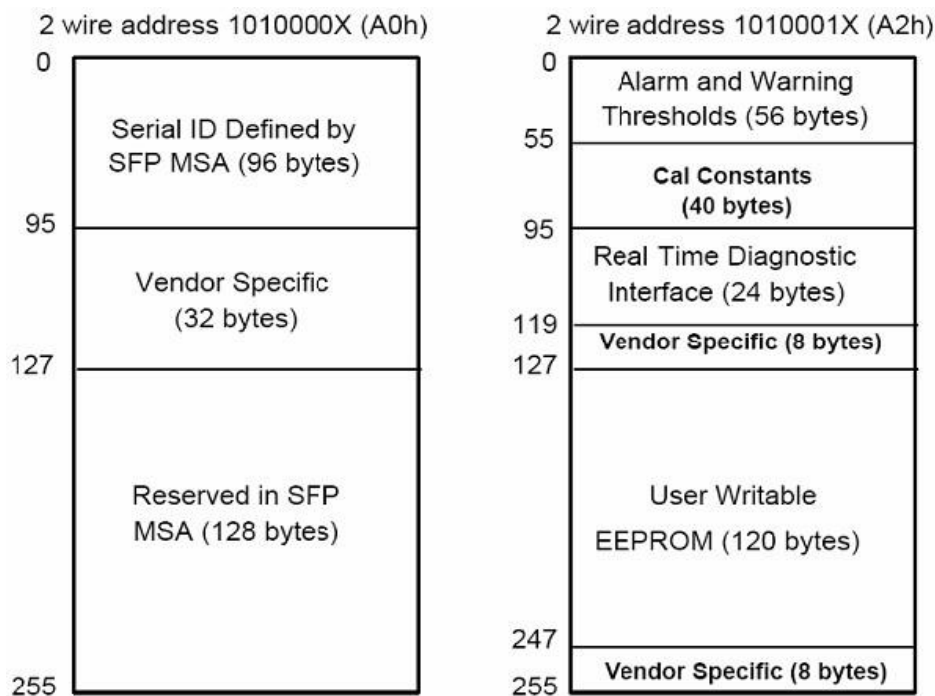 2 wire address 1010000X (A0h)
0
Serial ID Defined by
SFP MSA (96 bytes)
95
Vendor Specific
(32 bytes)
127
Reserved in SFP
MSA (128 bytes)
255
2 wire address 1010001X (A2h)
0
Alarm and Warning
Thresholds (56 bytes)
55
Cal Constants
(40 bytes)
95
Real Time Diagnostic
Interface (24 bytes)
119
Vendor Specific (8 bytes)
127
User Writable
EEPROM (120 bytes)
247
Vendor Specific (8 bytes)
255